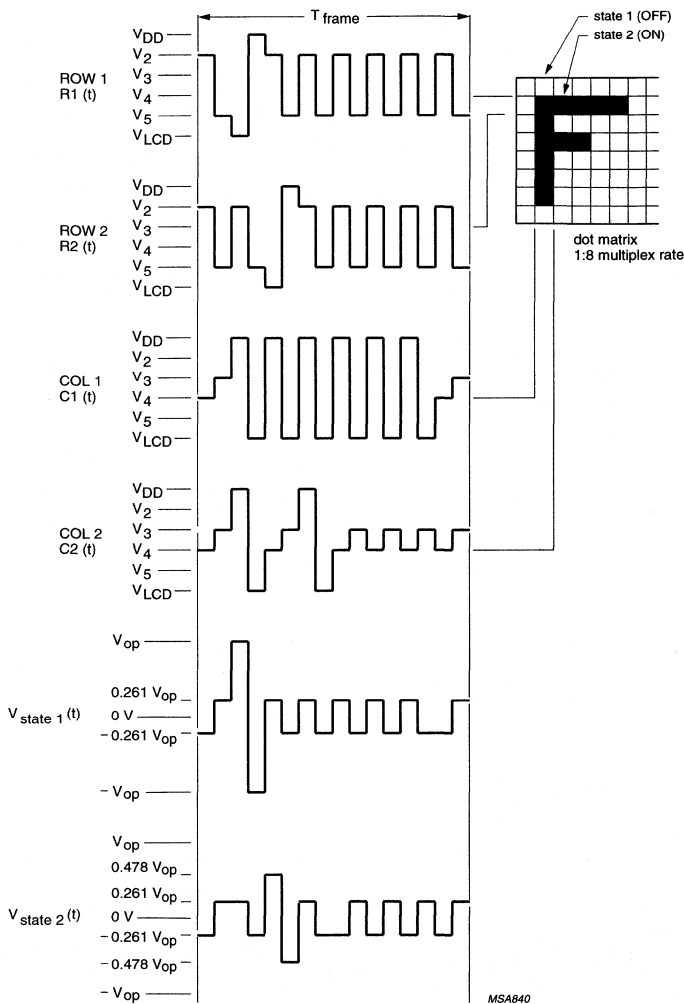 T frame
state 1 (OFF)
state 2 (ON)
ROW 1
R1 (t)
VDD
V2
V3
V4
V5
VLCD
dot matrix
1:8 multiplex rate
ROW 2
R2 (t)
VDD
V2
V3
V4
V5
VLCD
COL 1
C1 (t)
VDD
V2
V3
V4
V5
VLCD
COL 2
C2 (t)
VDD
V2
V3
V4
V5
VLCD
Vstate 1(t)
Vop
0.261 Vop
0 V
- 0.261 Vop
- Vop
Vstate 2(t)
Vop
0.478 Vop
0.261 Vop
0 V
- 0.261 Vop
- 0.478 Vop
- Vop
MSA840